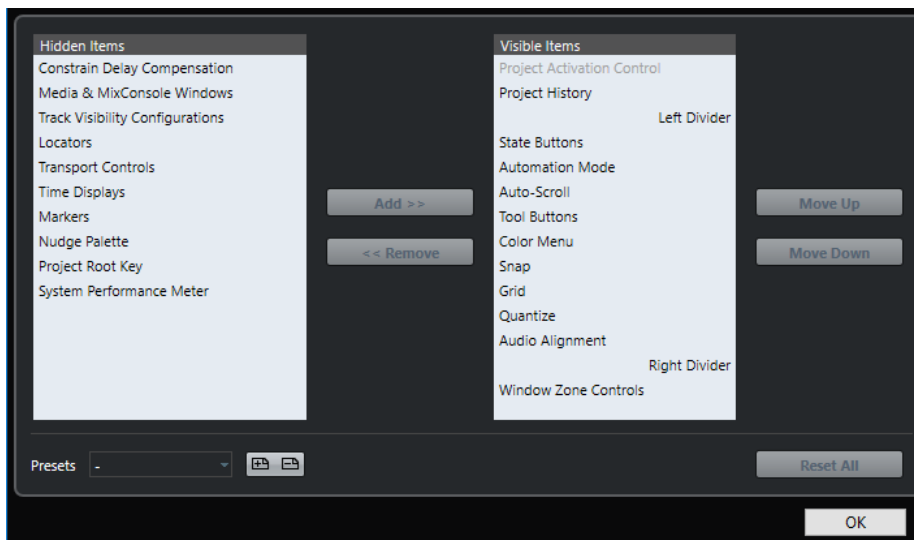 Hidden Items
Constrain Delay Compensation
Media & MixConsole Windows
Track Visibility Configurations
Locators
Transport Controls
Time Displays
Markers
Nudge Palette
Project Root Key
System Performance Meter
Add >>
<< Remove
Visible Items
Project Activation Control
Project History
Left Divider
State Buttons
Automation Mode
Auto-Scroll
Tool Buttons
Color Menu
Snap
Grid
Quantize
Audio Alignment
Right Divider
Window Zone Controls
Move Up
Move Down
Presets -
Reset All
OK